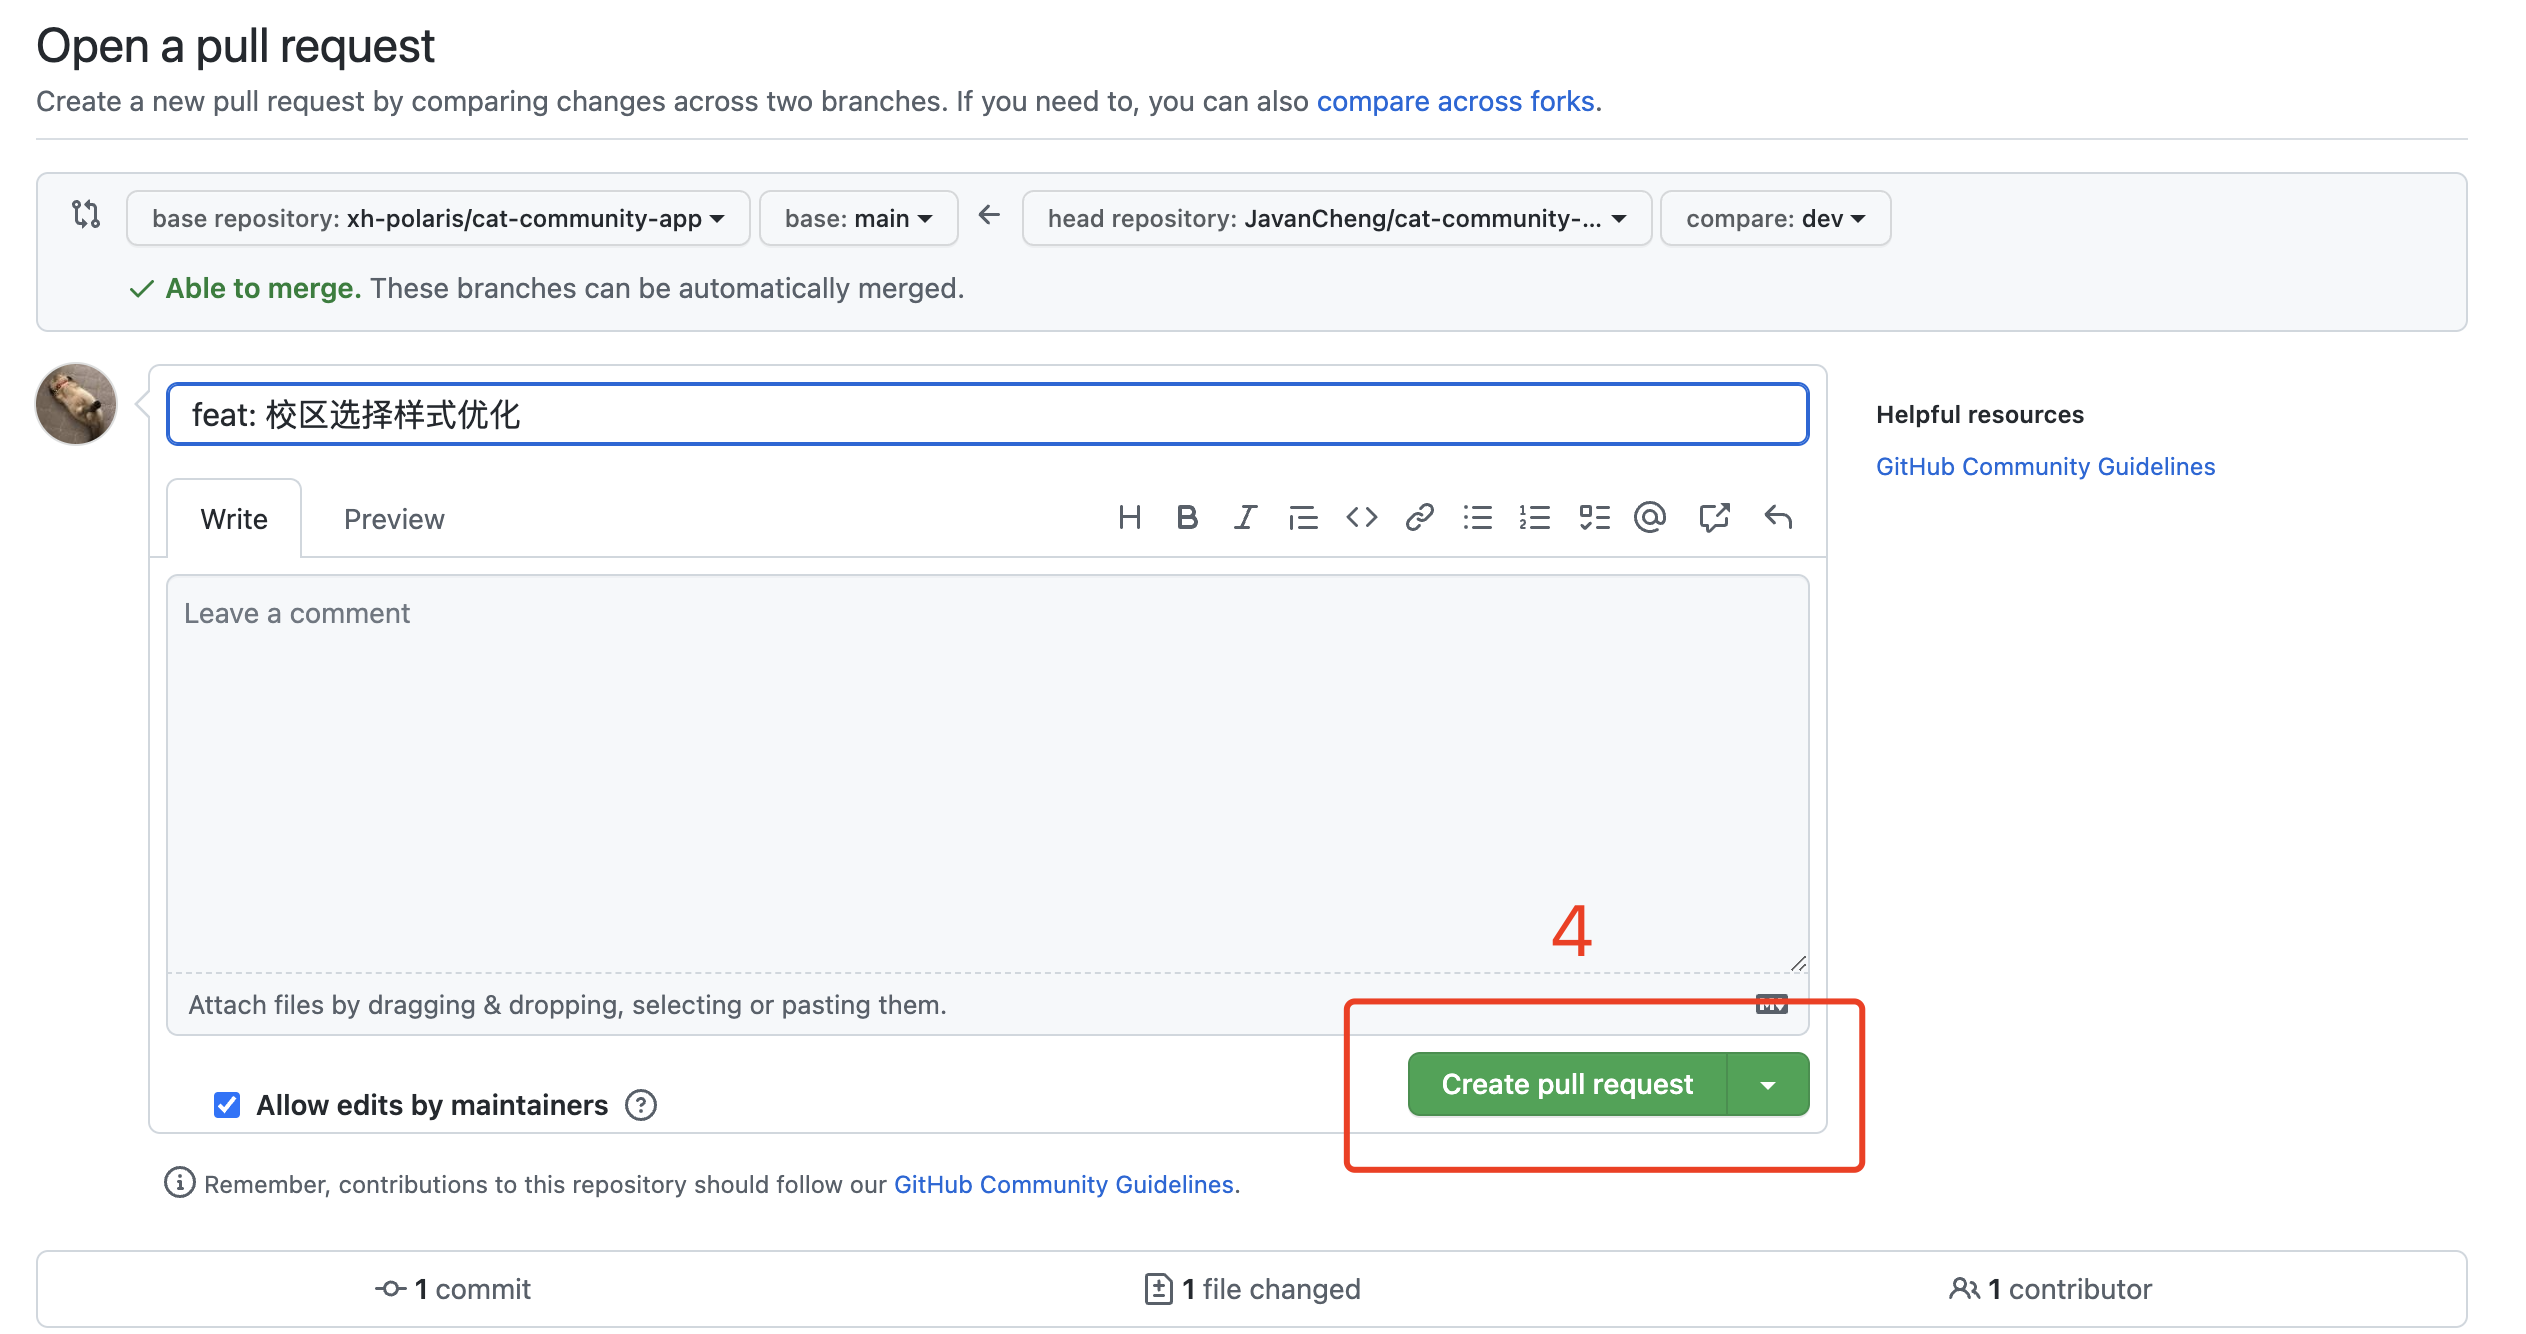 Open a pull request
Create a new pull request by comparing changes across two branches. If you need to, you can also compare across forks.
base repository: xh-polaris/cat-community-app base: main head repository: JavanCheng/cat-community-... compare: dev
Able to merge. These branches can be automatically merged.
feat: 校区选择样式优化
Helpful resources
GitHub Community Guidelines
Write Preview
Leave a comment
4
Attach files by dragging & dropping, selecting or pasting them.
Create pull request
Allow edits by maintainers
Remember, contributions to this repository should follow our GitHub Community Guidelines.
1 commit 1 file changed 1 contributor